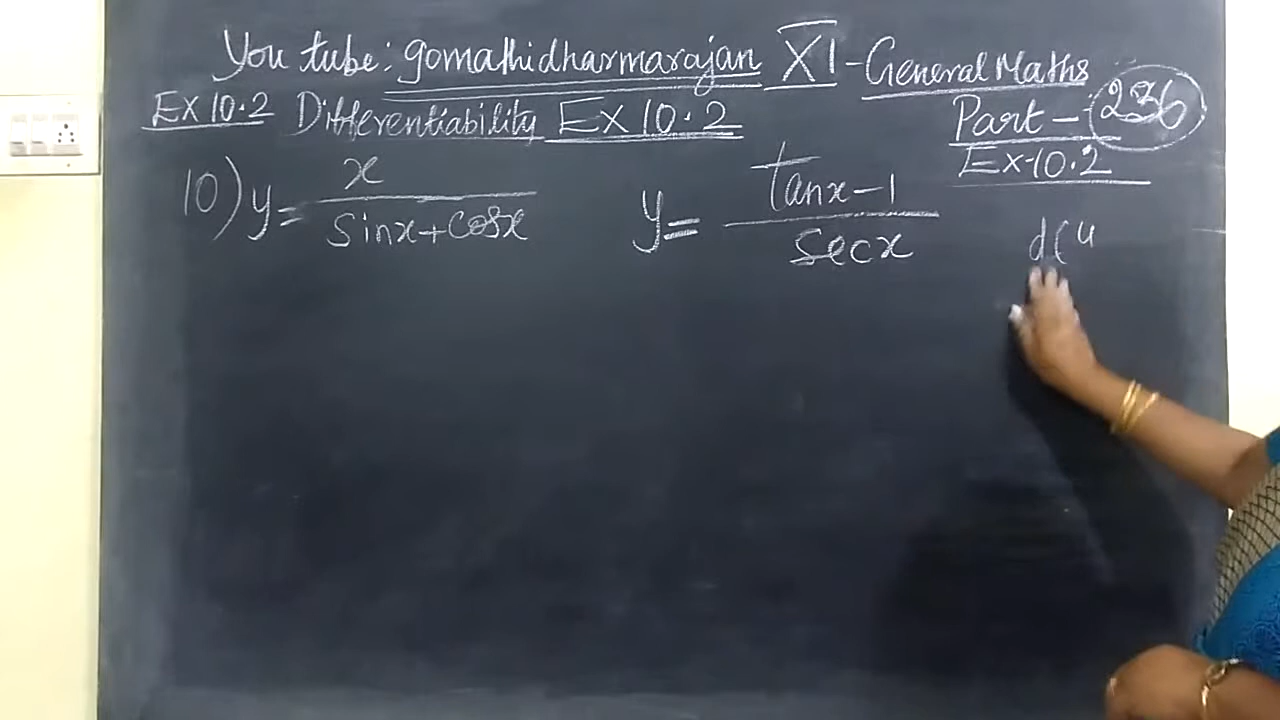 You tube: gomathidharmarajan XI - General Maths
Ex 10.2 Differentiability Ex 10.2
Part - 236
Ex-10.2
10) y = x / sinx + cosx
y = tanx - 1 / secx
d(u